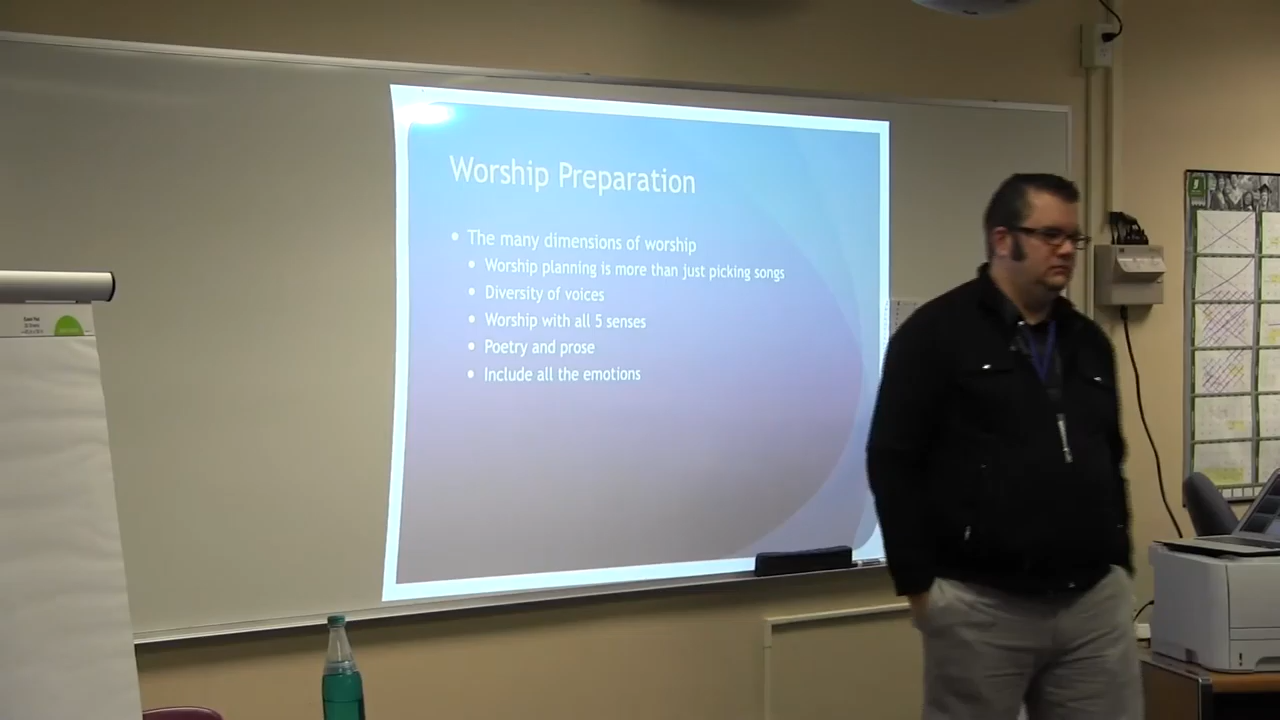 Worship Preparation
• The many dimensions of worship
• Worship planning is more than just picking songs
• Diversity of voices
• Worship with all 5 senses
• Poetry and prose
• Include all the emotions